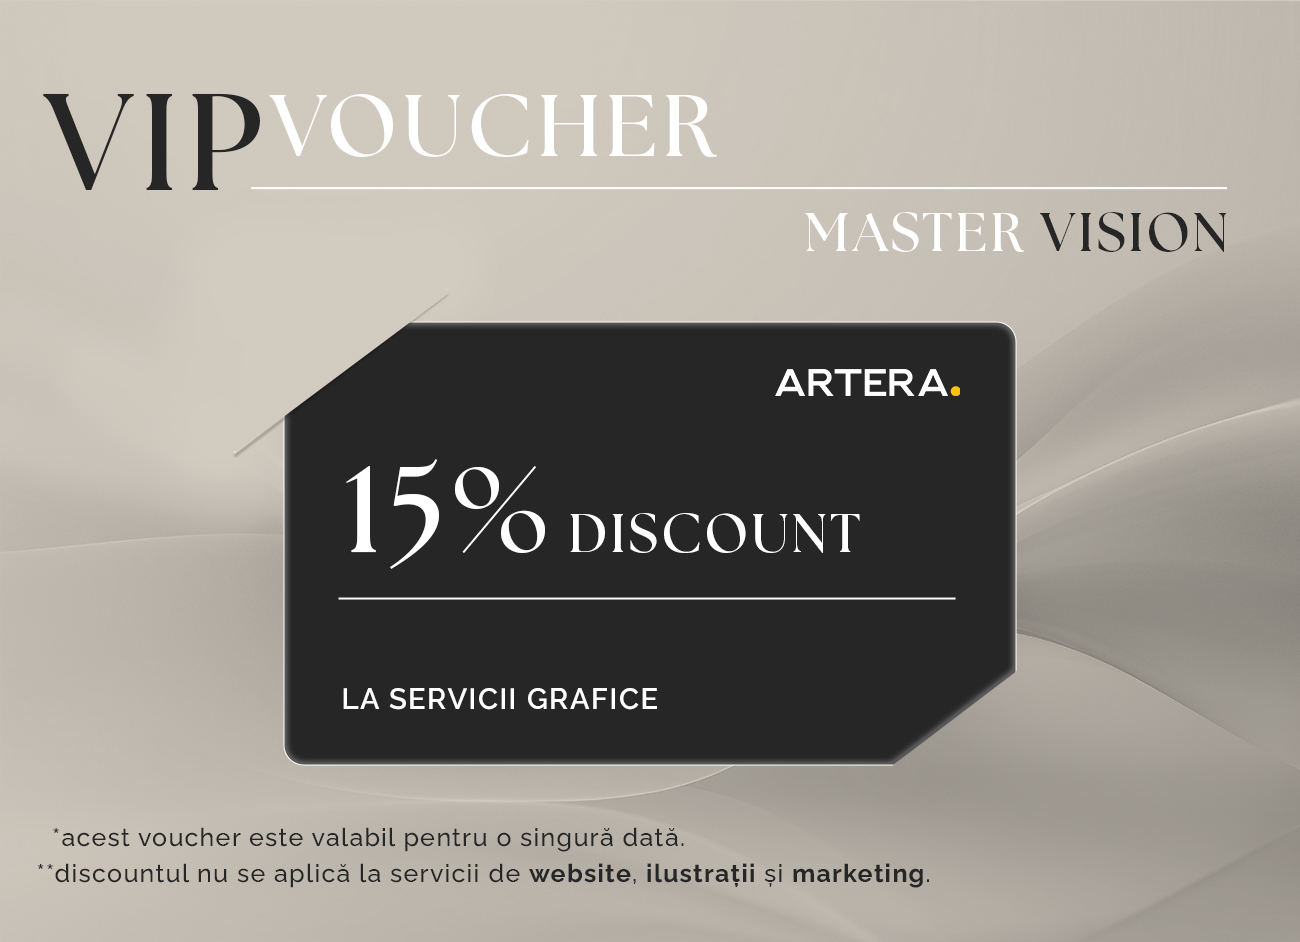 VIP VOUCHER
MASTER VISION
ARTERA.
15% DISCOUNT
LA SERVICII GRAFICE
*acest voucher este valabil pentru o singură dată.
**discountul nu se aplică la servicii de website, ilustrații și marketing.